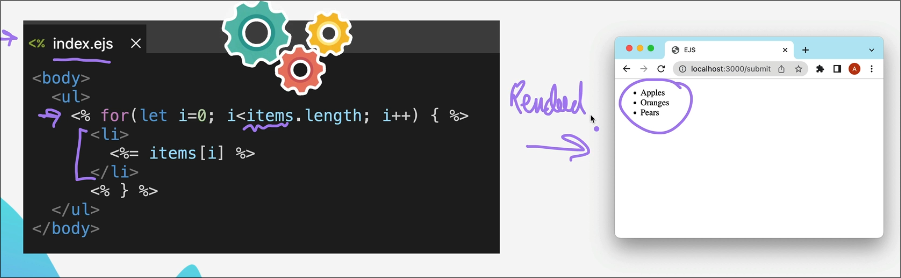 <% index.ejs ×
<body>
<ul>
<% for(let i=0; i<items.length; i++) { %>
<li>
<%= items[i] %>
</li>
<% } %>
</ul>
</body>
Rendered
EJS
localhost:3000/submit
A
Apples
Oranges
Pears